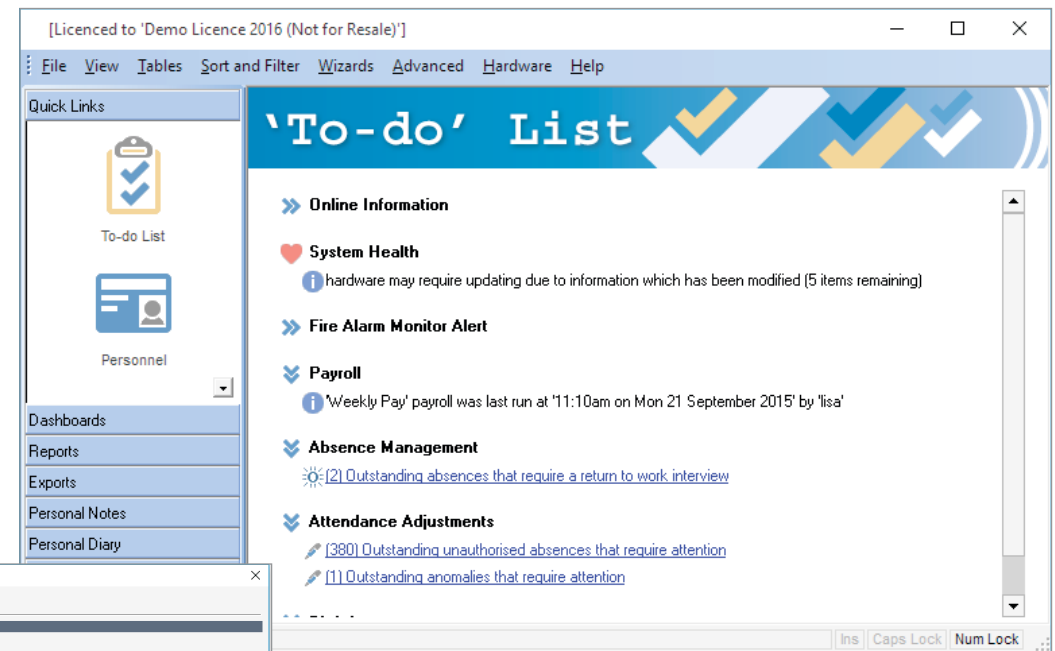 [Licenced to 'Demo Licence 2016 (Not for Resale)']
File View Tables Sort and Filter Wizards Advanced Hardware Help
Quick Links
To-do List
Personnel
Dashboards
Reports
Exports
Personal Notes
Personal Diary
'To-do' List
Online Information
System Health
hardware may require updating due to information which has been modified (5 items remaining)
Fire Alarm Monitor Alert
Payroll
'Weekly Pay' payroll was last run at '11:10am on Mon 21 September 2015' by 'lisa'
Absence Management
(2) Outstanding absences that require a return to work interview
Attendance Adjustments
(380) Outstanding unauthorised absences that require attention
(1) Outstanding anomalies that require attention
Ins Caps Lock Num Lock